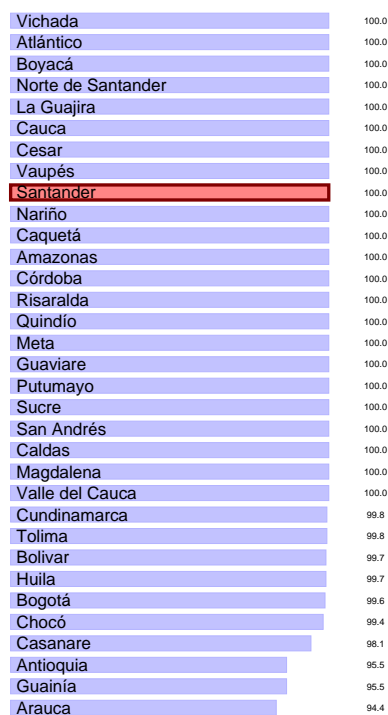 Vichada 100.0
Atlántico 100.0
Boyacá 100.0
Norte de Santander 100.0
La Guajira 100.0
Cauca 100.0
Cesar 100.0
Vaupés 100.0
Santander 100.0
Nariño 100.0
Caquetá 100.0
Amazonas 100.0
Córdoba 100.0
Risaralda 100.0
Quindío 100.0
Meta 100.0
Guaviare 100.0
Putumayo 100.0
Sucre 100.0
San Andrés 100.0
Caldas 100.0
Magdalena 100.0
Valle del Cauca 100.0
Cundinamarca 99.8
Tolima 99.8
Bolivar 99.7
Huila 99.7
Bogotá 99.6
Chocó 99.4
Casanare 98.1
Antioquia 95.5
Guainía 95.5
Arauca 94.4